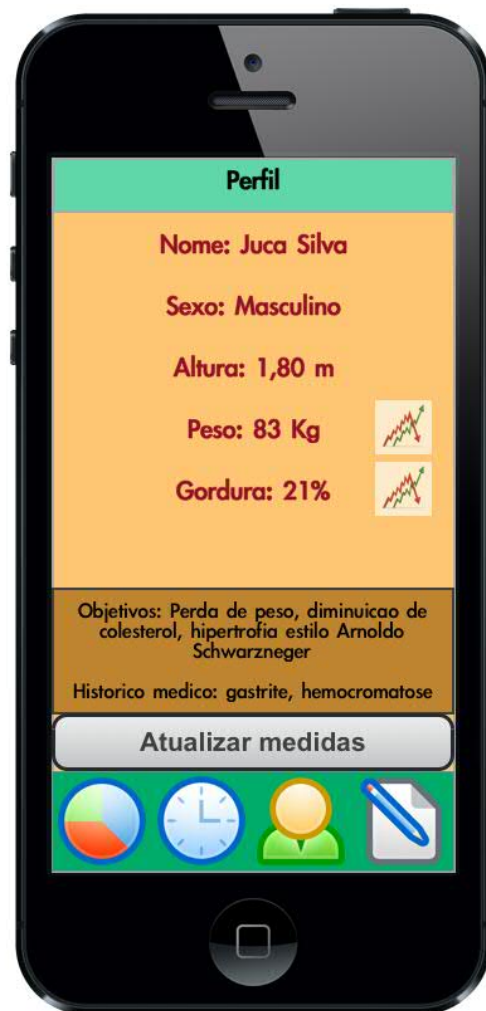 Perfil
Nome: Juca Silva
Sexo: Masculino
Altura: 1,80 m
Peso: 83 Kg
Gordura: 21%
Objetivos: Perda de peso, diminuicao de
colesterol, hipertrofia estilo Arnoldo
Schwarzneger
Historico medico: gastrite, hemocromatose
Atualizar medidas